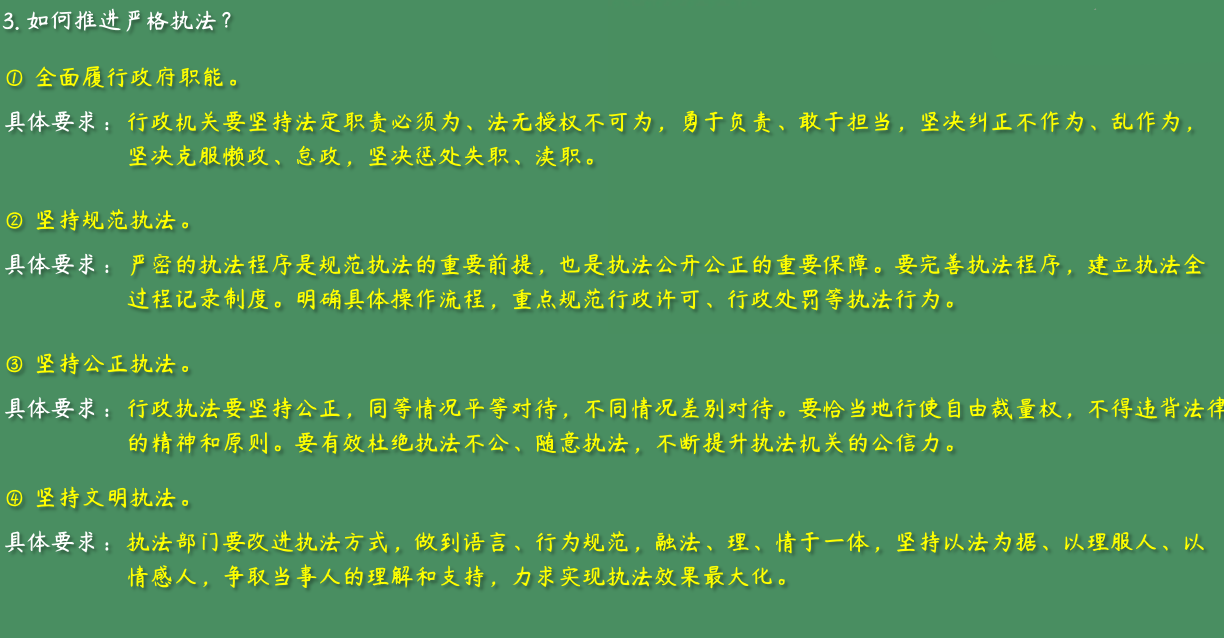 3. 如何推进严格执法？
① 全面履行政府职能。
具体要求：行政机关要坚持法定职责必须为、法无授权不可为，勇于负责、敢于担当，坚决纠正不作为、乱作为，
坚决克服懒政、怠政，坚决惩处失职、渎职。
② 坚持规范执法。
具体要求：严密的执法程序是规范执法的重要前提，也是执法公开公正的重要保障。要完善执法程序，建立执法全
过程记录制度。明确具体操作流程，重点规范行政许可、行政处罚等执法行为。
③ 坚持公正执法。
具体要求：行政执法要坚持公正，同等情况平等对待，不同情况差别对待。要恰当地行使自由裁量权，不得违背法律
的精神和原则。要有效杜绝执法不公、随意执法，不断提升执法机关的公信力。
④ 坚持文明执法。
具体要求：执法部门要改进执法方式，做到语言、行为规范，融法、理、情于一体，坚持以法为据、以理服人、以
情感人，争取当事人的理解和支持，力求实现执法效果最大化。